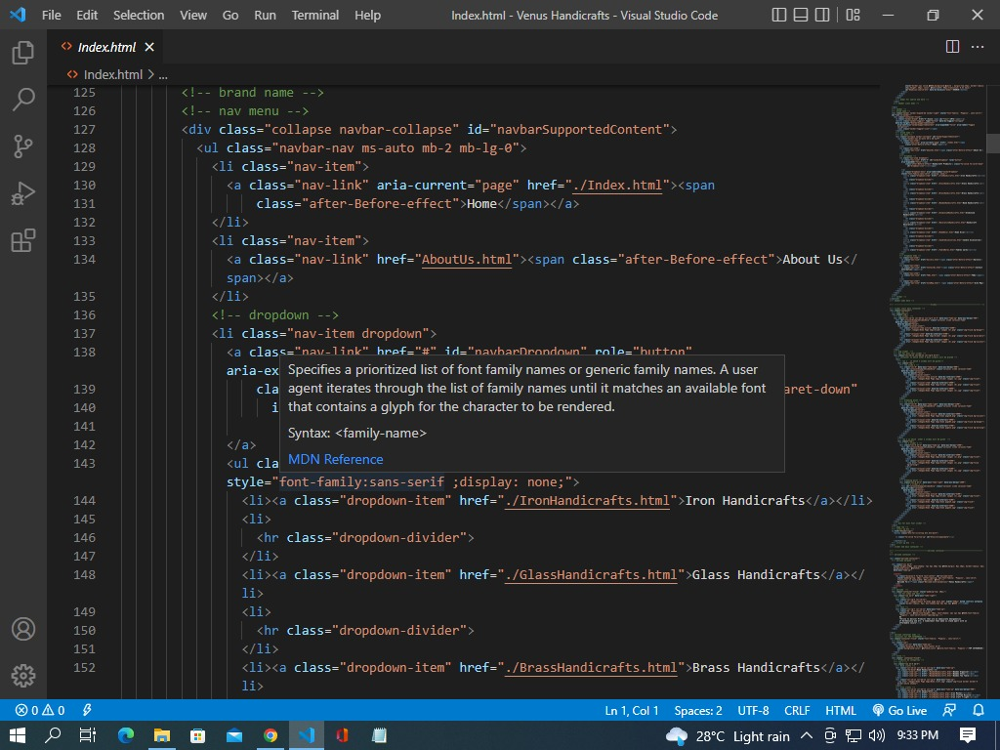 File Edit Selection View Go Run Terminal Help Index.html - Venus Handicrafts - Visual Studio Code
Index.html
Index.html > ...
125 <!-- brand name -->
126 <!-- nav menu -->
127 <div class="collapse navbar-collapse" id="navbarSupportedContent">
128 <ul class="navbar-nav ms-auto mb-2 mb-lg-0">
129 <li class="nav-item">
130 <a class="nav-link" aria-current="page" href="./Index.html"><span
131 class="after-Before-effect">Home</span></a>
132 </li>
133 <li class="nav-item">
134 <a class="nav-link" href="AboutUs.html"><span class="after-Before-effect">About Us</
span></a>
135 </li>
136 <!-- dropdown -->
137 <li class="nav-item dropdown">
138 <a class="nav-link" href="#" id="navbarDropdown" role="button"
aria-ex
Specifies a prioritized list of font family names or generic family names. A user
agent iterates through the list of family names until it matches an available font
that contains a glyph for the character to be rendered.
Syntax: <family-name>
MDN Reference
139 cla aret-down"
140 i
141
142 </a>
143 <ul cla
style="font-family:sans-serif ;display: none;">
144 <li><a class="dropdown-item" href="./IronHandicrafts.html">Iron Handicrafts</a></li>
145 <li>
146 <hr class="dropdown-divider">
147 </li>
148 <li><a class="dropdown-item" href="./GlassHandicrafts.html">Glass Handicrafts</a></
li>
149 <li>
150 <hr class="dropdown-divider">
151 </li>
152 <li><a class="dropdown-item" href="./BrassHandicrafts.html">Brass Handicrafts</a></
li>
0 0 Ln 1, Col 1 Spaces: 2 UTF-8 CRLF HTML Go Live
28°C Light rain 9:33 PM